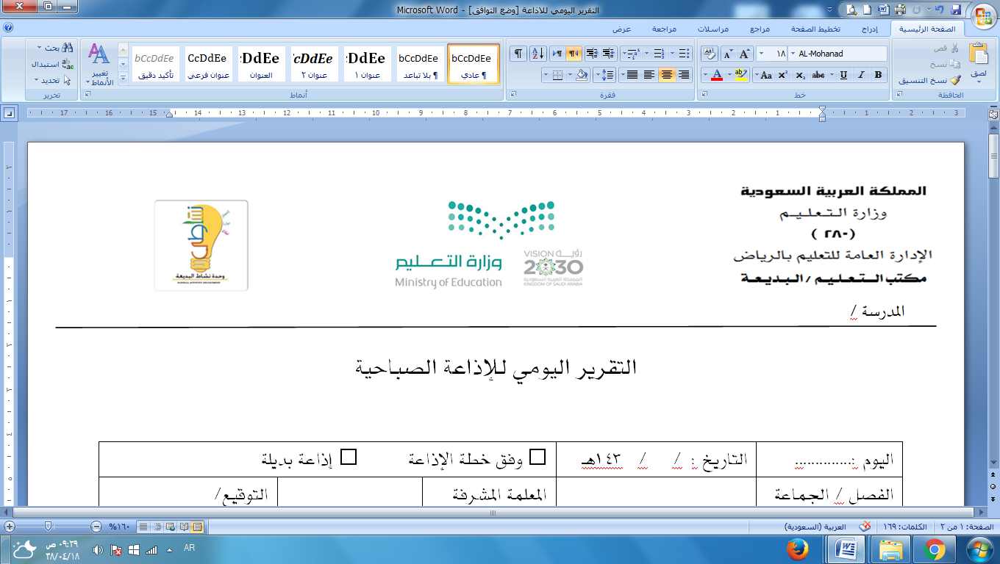 التقرير اليومي للاذاعة [وضع التوافق] - Microsoft Word
الصفحة الرئيسية إدراج تخطيط الصفحة مراجع مراسلات مراجعة عرض
لصق
قص
نسخ
نسخ التنسيق
الحافظة
AL-Mohanad ١٨
خط
فقرة
bCcDdEe bCcDdEe CcDdEe
¶ عادي ¶ بلا تباعد عنوان ١ عنوان ٢ العنوان عنوان فرعي تأكيد دقيق
أنماط
تغيير الأنماط
بحث
استبدال
تحديد
تحرير
3 2 1 1 2 3 4 5 6 7 8 9 10 11 12 13 14 15 16 17
المملكة العربية السعودية
وزارة التعليم
(٢٨٠ )
الإدارة العامة للتعليم بالرياض
مكتب التعليم /البديعة
وزارة التعليم
Ministry of Education
VISION رؤية
2030
المملكة العربية السعودية
KINGDOM OF SAUDI ARABIA
نشاطي
وحدة نشاط البديعة
المدرسة /
التقرير اليومي للإذاعة الصباحية
اليوم :............. التاريخ : / / ١٤٣هـ وفق خطة الإذاعة إذاعة بديلة
الفصل / الجماعة المعلمة المشرفة التوقيع/
الصفحة: ١ من ٢ الكلمات: ١٦٩ العربية (السعودية) ١٦٠%
AR
٠٩:٢٩ ص
٣٨/٠٤/١٨